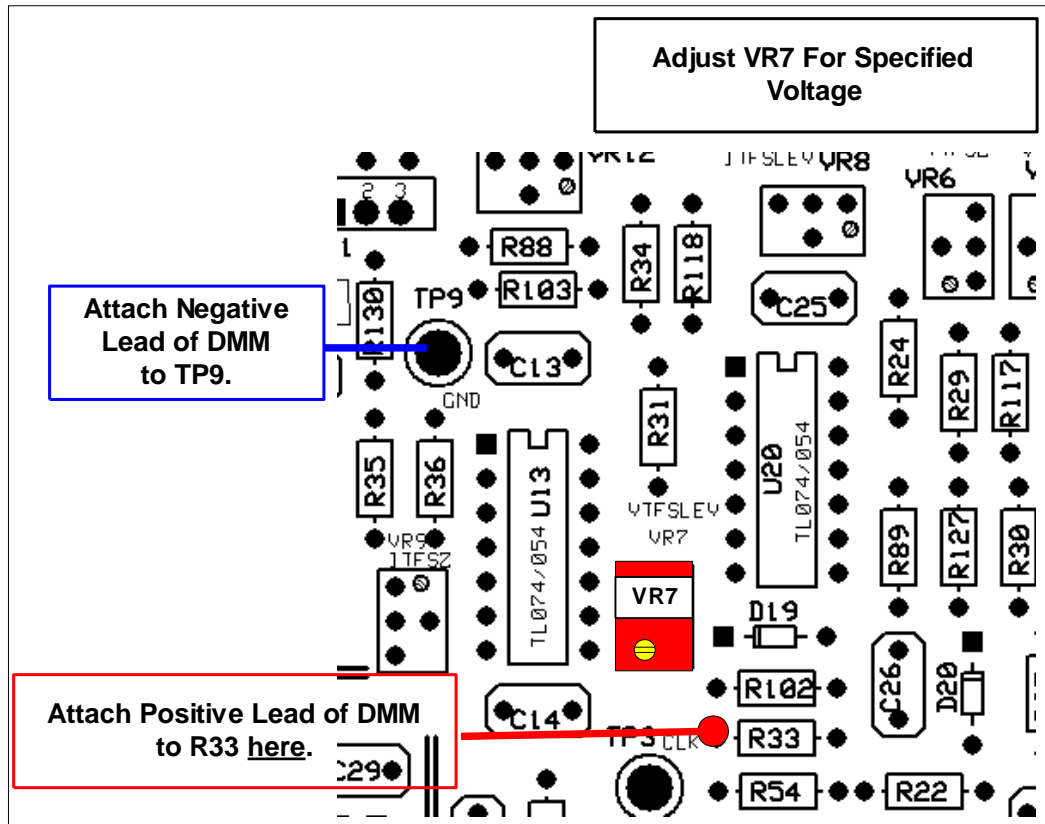 Adjust VR7 For Specified
Voltage
VR12
ITFSLEV VR8
VR6
2 3
1
R88
R34
R118
R130
TP9
R103
C25
Attach Negative
Lead of DMM
to TP9.
C13
GND
R24
R29
R117
R31
R35
R36
U13
TL074/054
U20
TL074/054
VTFSLEV
VR7
VR9
ITFSZ
R89
R127
R30
VR7
D19
R102
C26
D20
Attach Positive Lead of DMM
to R33 here.
C14
TP3 CLK
R33
C29
R54
R22